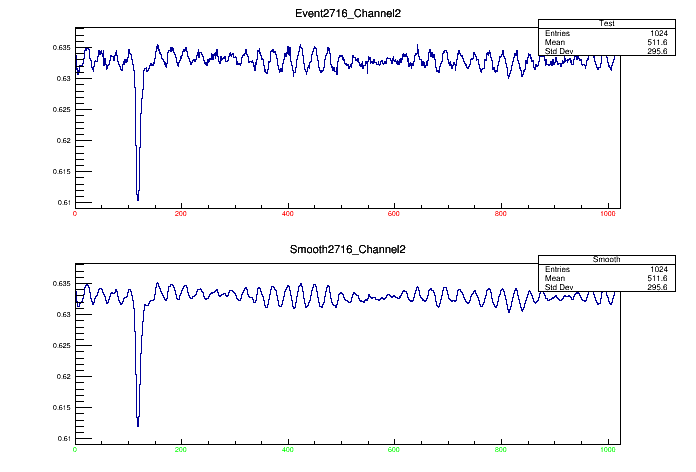 Event2716_Channel2
Test
Entries 1024
Mean 511.6
Std Dev 295.6
0.635
0.63
0.625
0.62
0.615
0.61
0 200 400 600 800 1000
Smooth2716_Channel2
Smooth
Entries 1024
Mean 511.6
Std Dev 295.6
0.635
0.63
0.625
0.62
0.615
0.61
0 200 400 600 800 1000